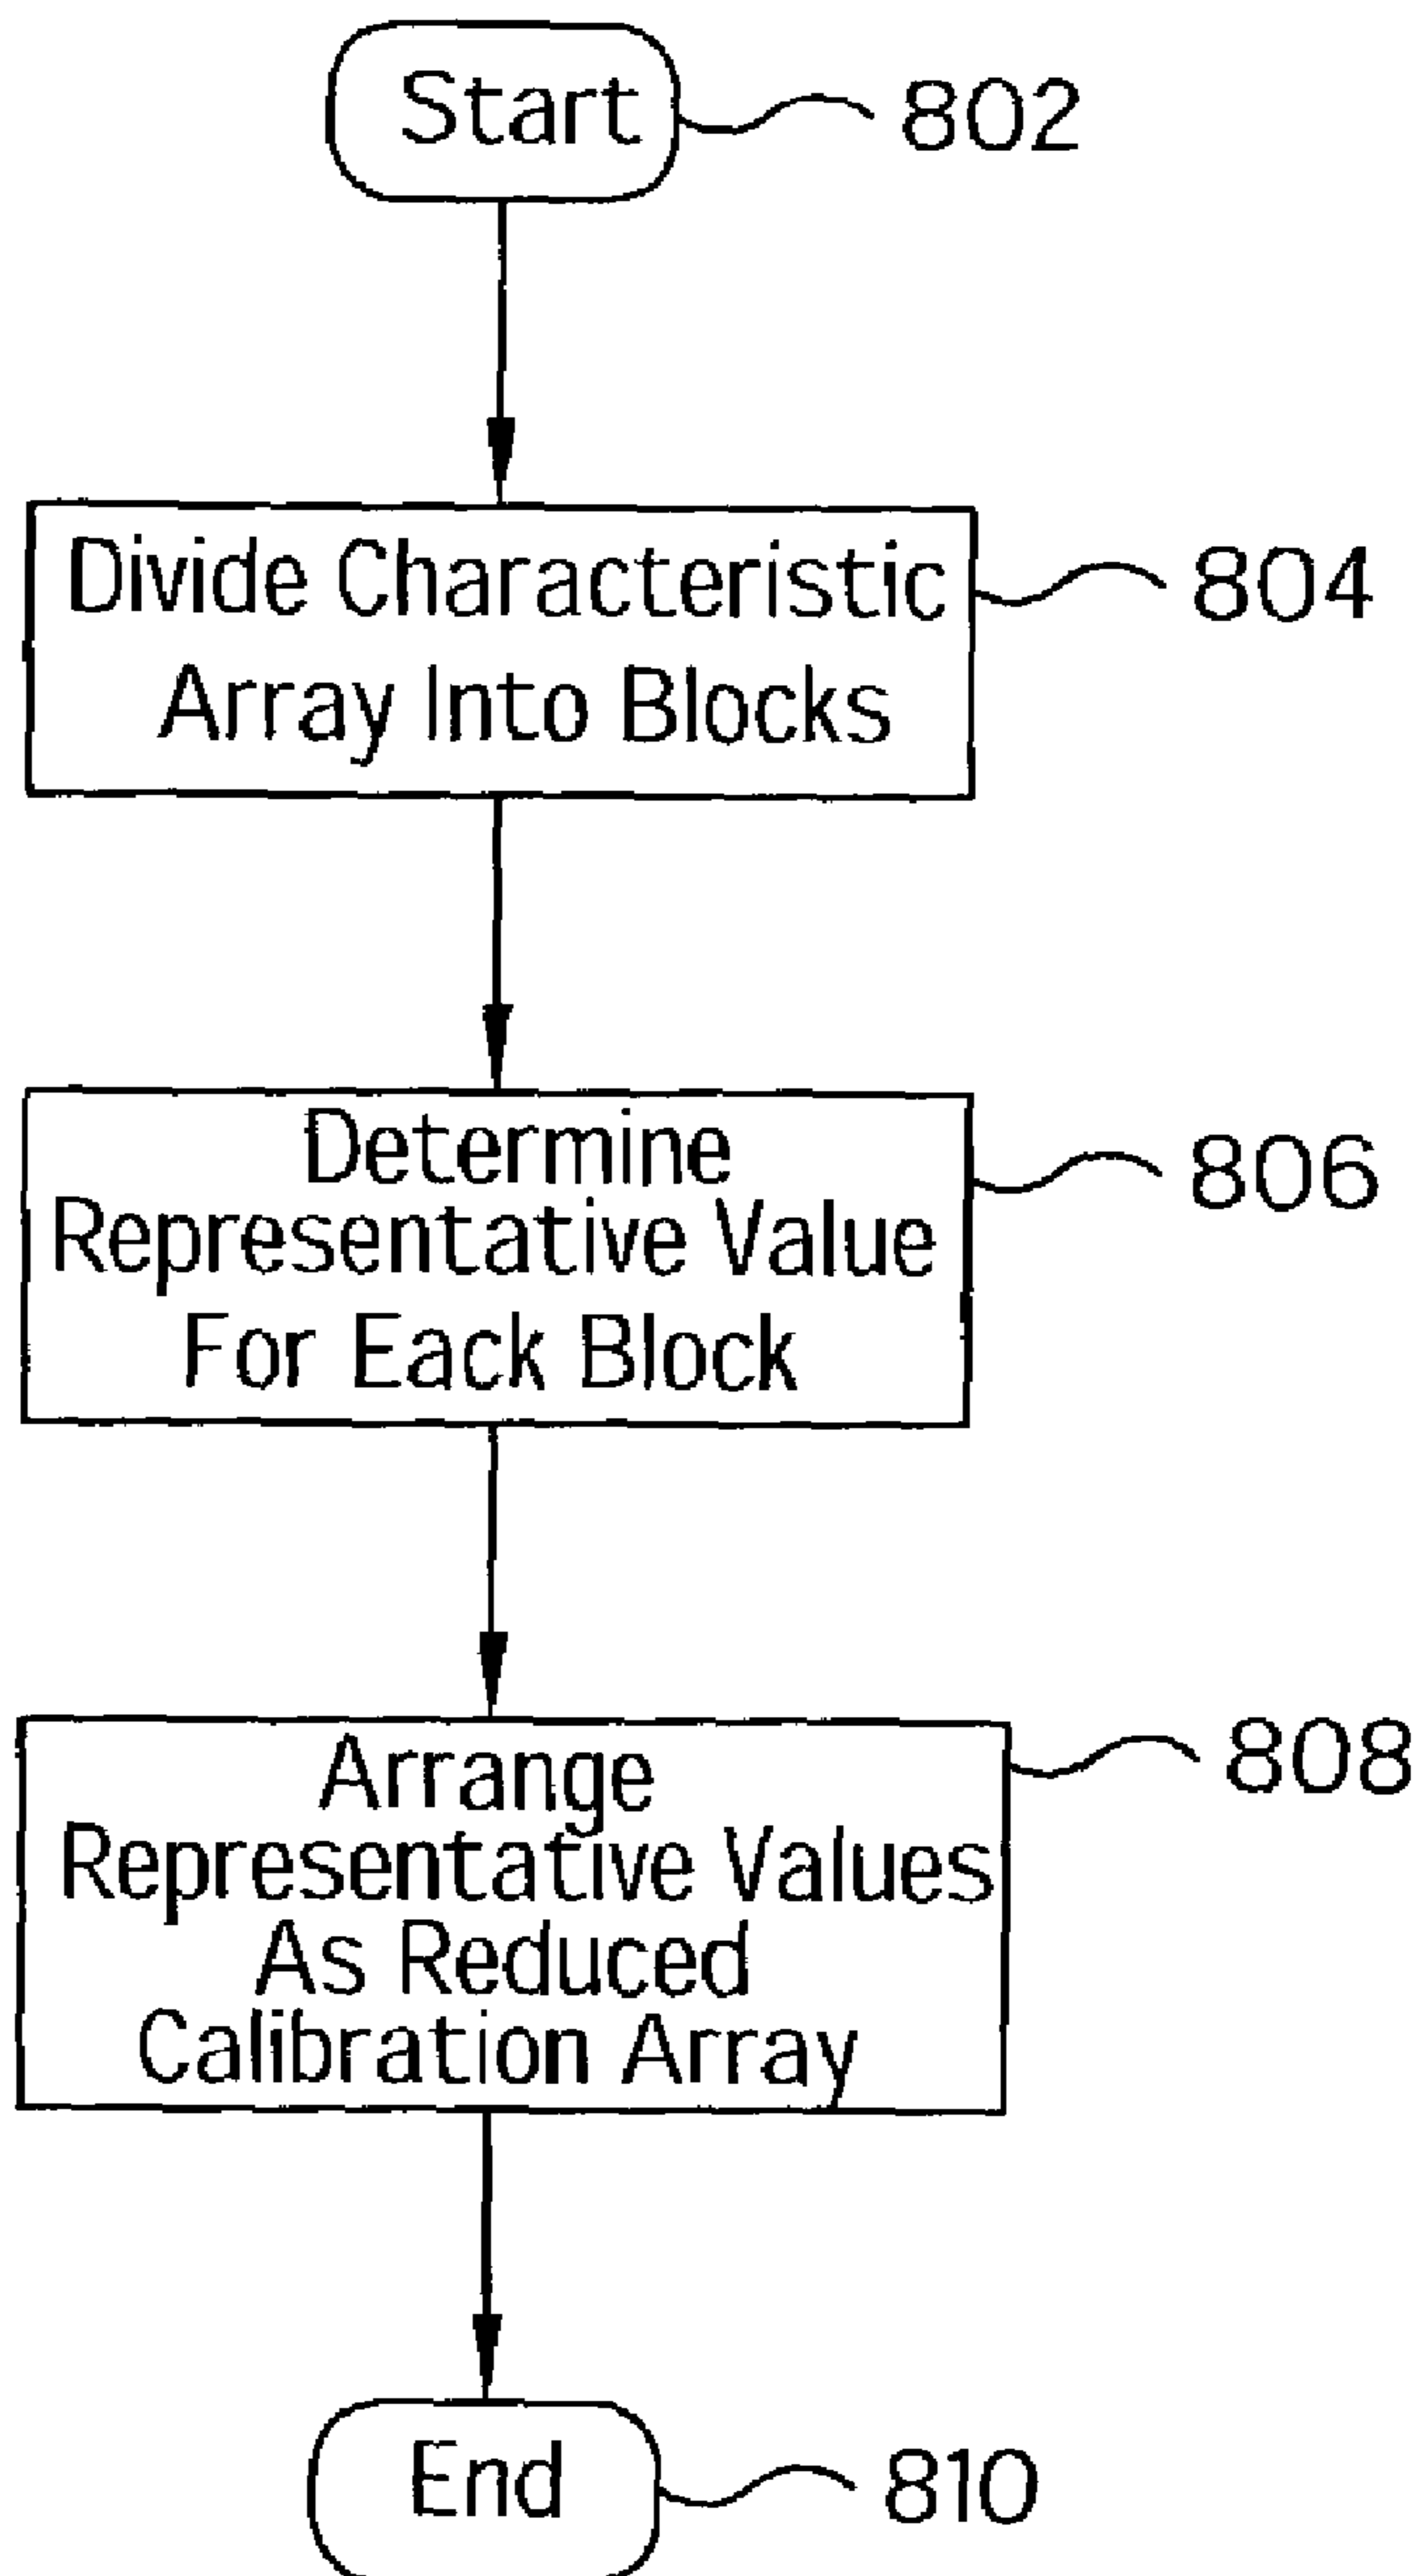 Start
802
Divide Characteristic
Array Into Blocks
804
Determine
Representative Value
For Eack Block
806
Arrange
Representative Values
As Reduced
Calibration Array
808
End
810